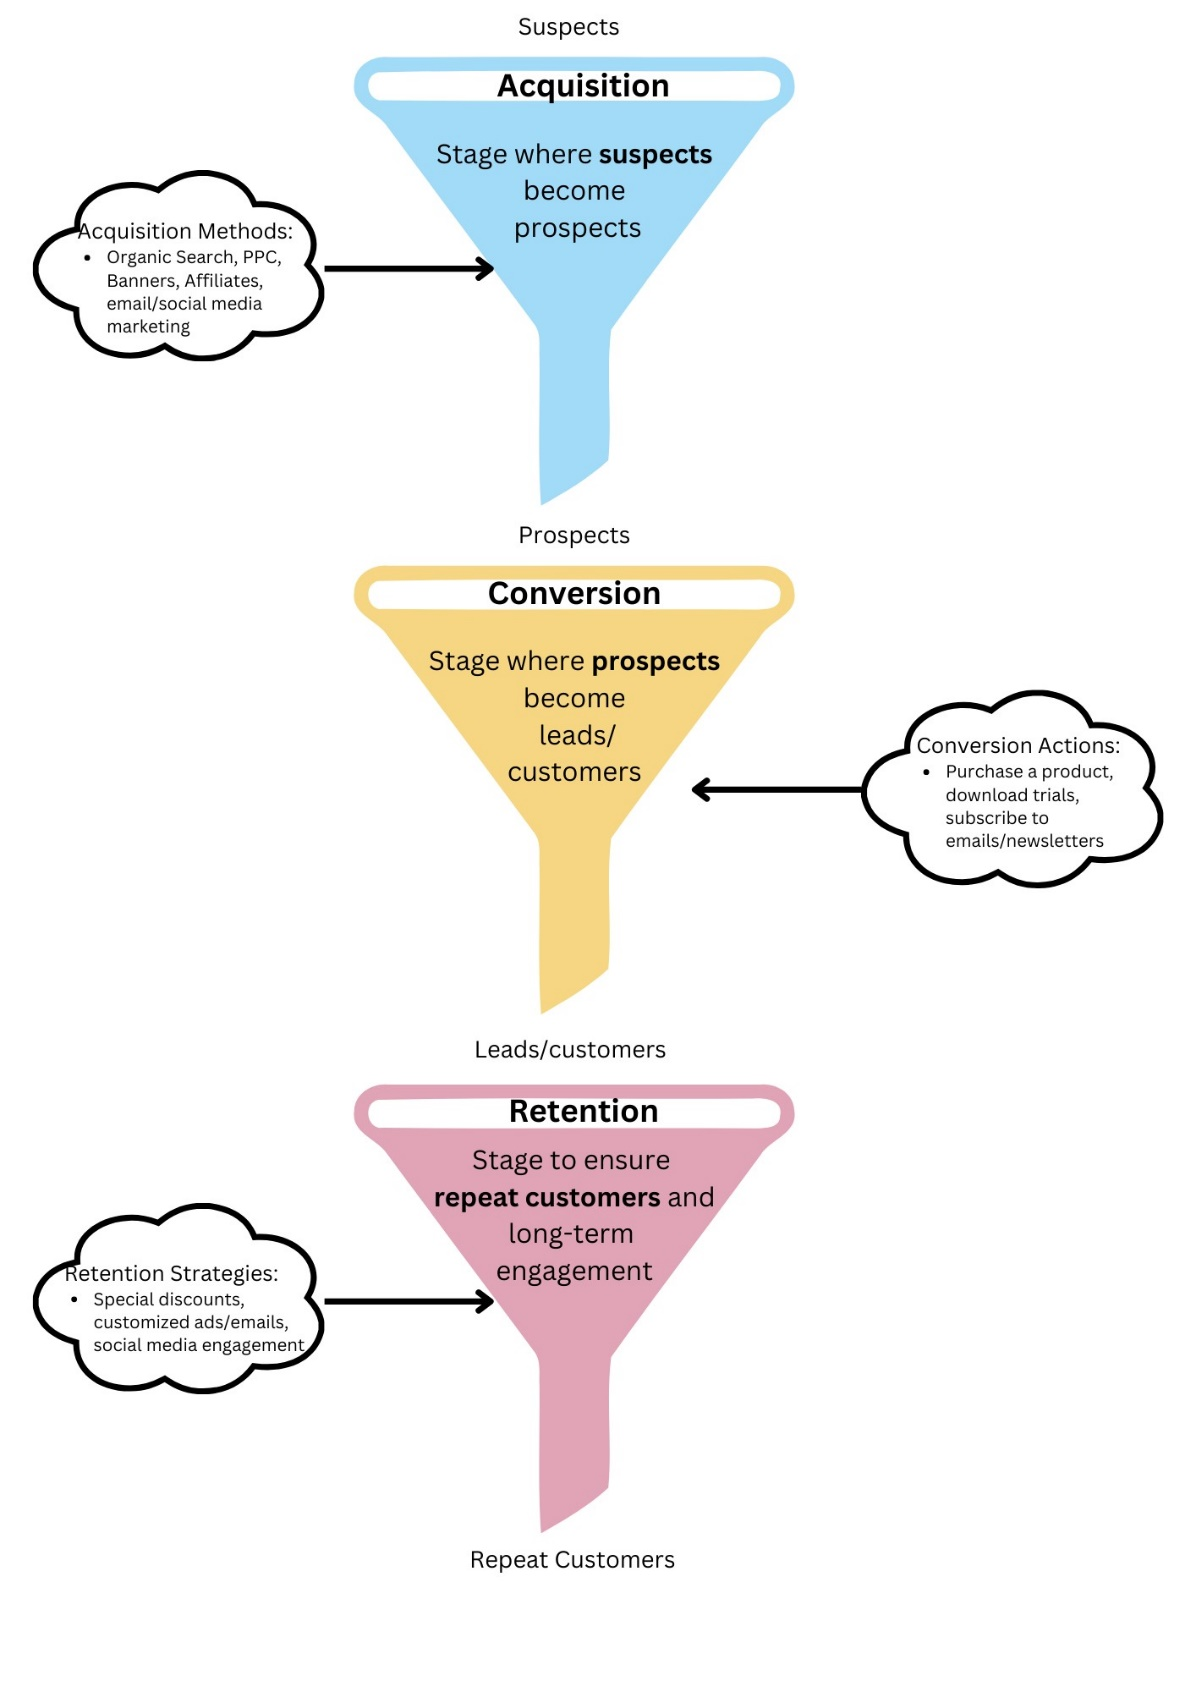 Suspects
Acquisition
Stage where suspects
become
prospects
Acquisition Methods:
• Organic Search, PPC,
Banners, Affiliates,
email/social media
marketing
Prospects
Conversion
Stage where prospects
become
leads/
customers
Conversion Actions:
• Purchase a product,
download trials,
subscribe to
emails/newsletters
Leads/customers
Retention
Stage to ensure
repeat customers and
long-term
engagement
Retention Strategies:
• Special discounts,
customized ads/emails,
social media engagement
Repeat Customers